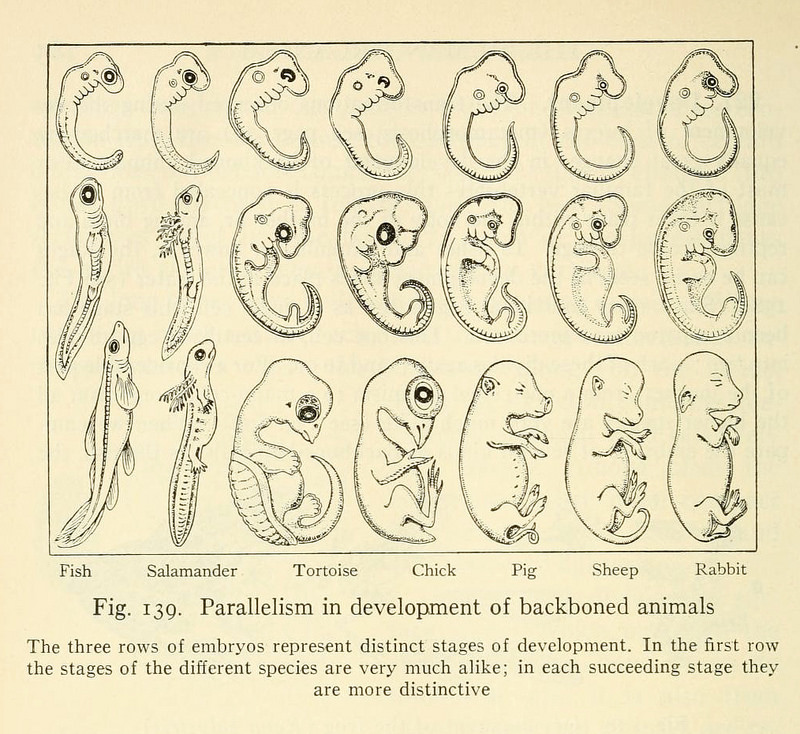 Fish Salamander Tortoise Chick Pig Sheep Rabbit
Fig. 139. Parallelism in development of backboned animals
The three rows of embryos represent distinct stages of development. In the first row
the stages of the different species are very much alike; in each succeeding stage they
are more distinctive